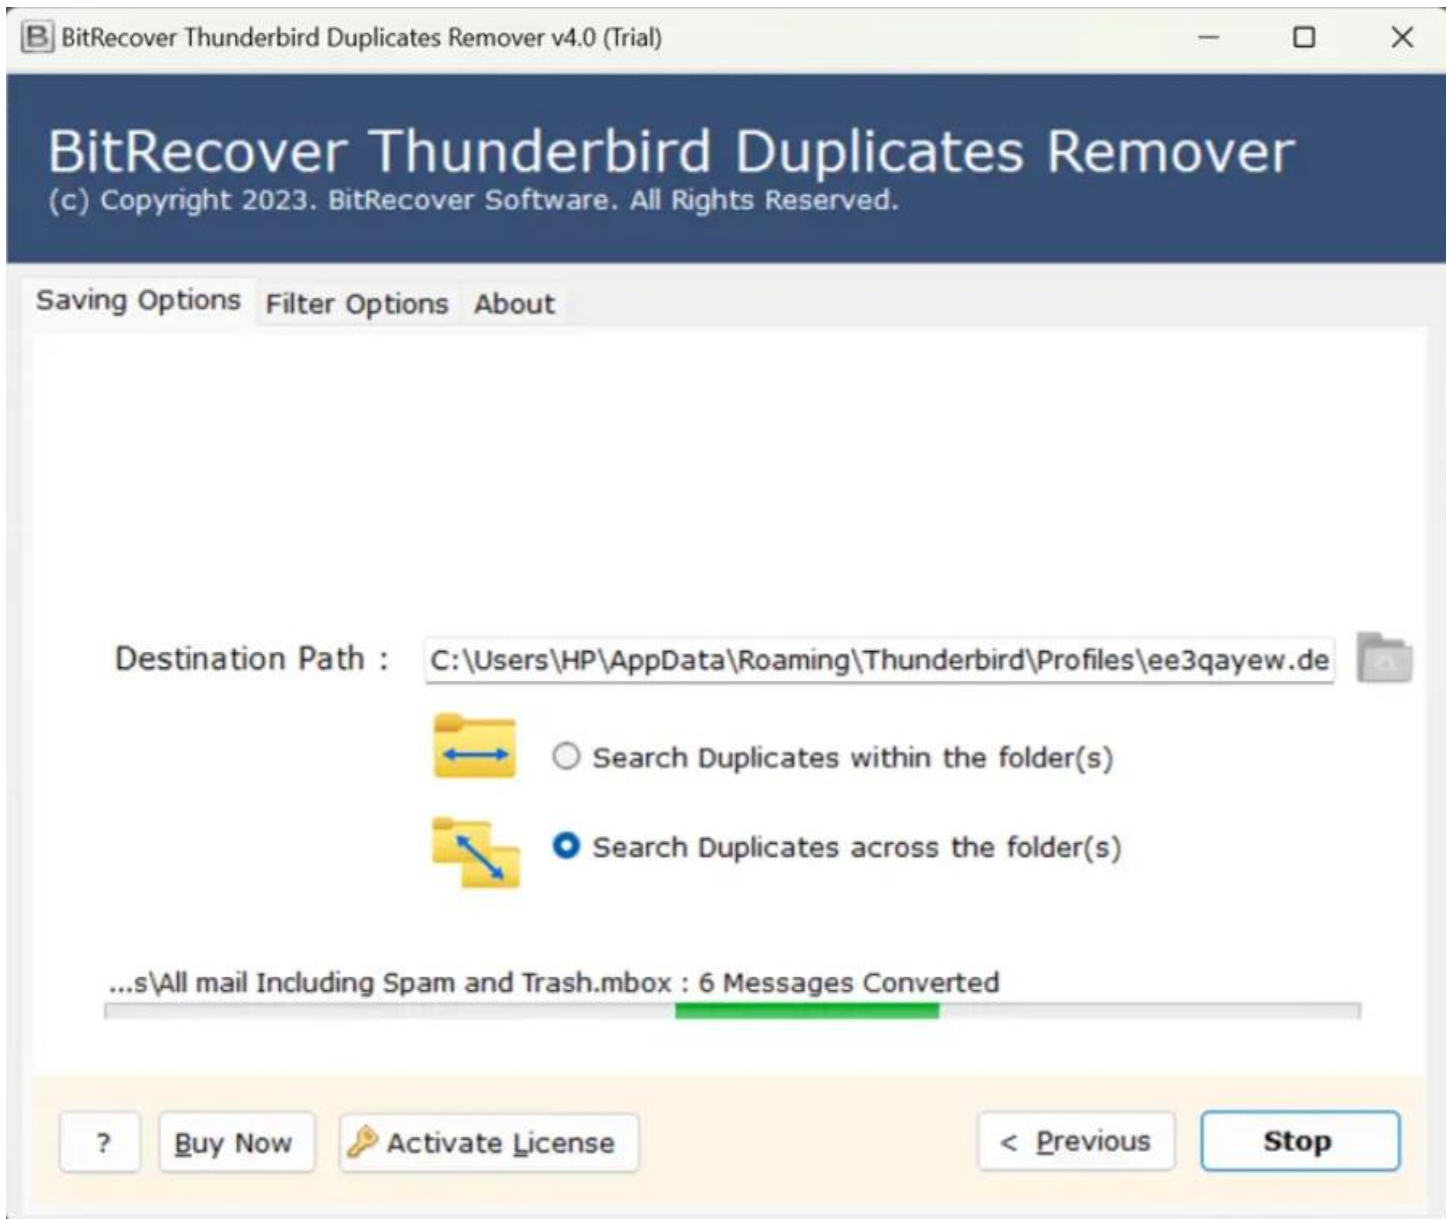 BitRecover Thunderbird Duplicates Remover v4.0 (Trial)
BitRecover Thunderbird Duplicates Remover
(c) Copyright 2023. BitRecover Software. All Rights Reserved.
Saving Options Filter Options About
Destination Path : C:\Users\HP\AppData\Roaming\Thunderbird\Profiles\ee3qayew.de
Search Duplicates within the folder(s)
Search Duplicates across the folder(s)
...s\All mail Including Spam and Trash.mbox : 6 Messages Converted
? Buy Now Activate License < Previous Stop